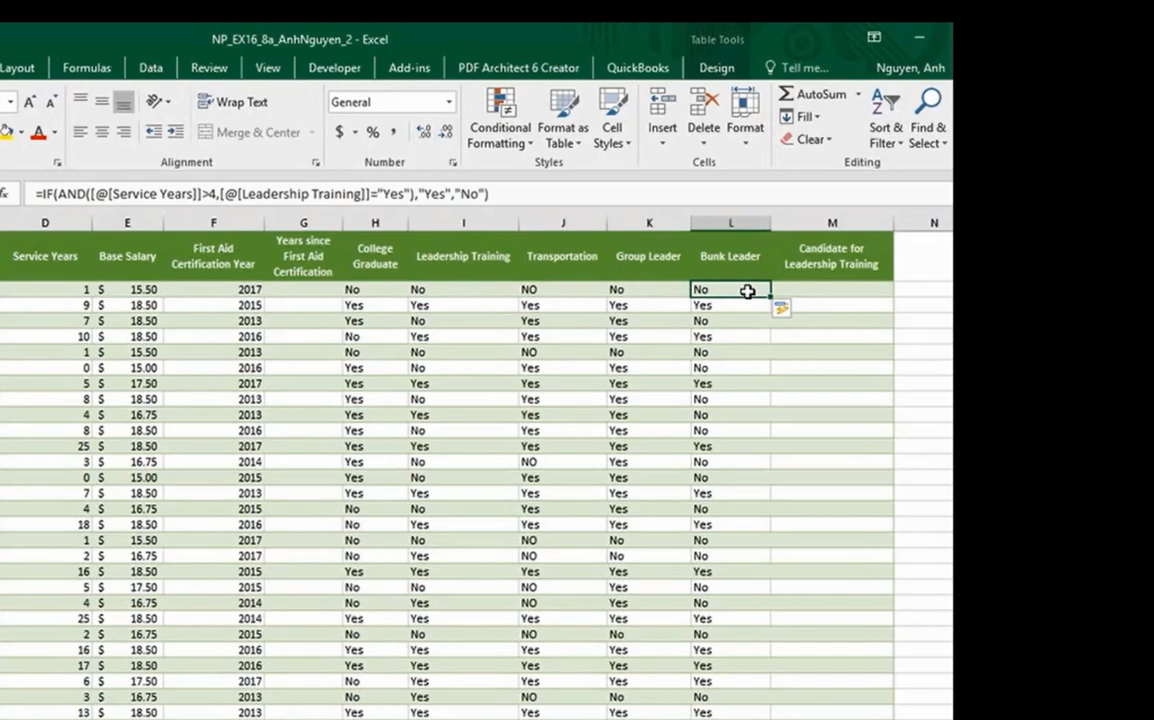 NP_EX16_8a_AnhNguyen_2 - Excel Table Tools
Layout Formulas Data Review View Developer Add-ins PDF Architect 6 Creator QuickBooks Design Tell me... Nguyen, Anh
Wrap Text General AutoSum
Merge & Center $ % , Conditional Formatting Format as Table Cell Styles Insert Delete Format Fill Clear Sort & Filter Find & Select
Alignment Number Styles Cells Editing
fx =IF(AND([@[Service Years]]>4,[@[Leadership Training]]="Yes"),"Yes","No")
D E F G H I J K L M N
Service Years Base Salary First Aid Certification Year Years since First Aid Certification College Graduate Leadership Training Transportation Group Leader Bunk Leader Candidate for Leadership Training
1 $ 15.50 2017 No No NO No No
9 $ 18.50 2015 Yes Yes Yes Yes Yes
7 $ 18.50 2013 Yes No Yes Yes No
10 $ 18.50 2016 No Yes Yes Yes Yes
1 $ 15.50 2013 No No NO No No
0 $ 15.00 2016 Yes No Yes Yes No
5 $ 17.50 2017 Yes Yes Yes Yes Yes
8 $ 18.50 2013 Yes No Yes Yes No
4 $ 16.75 2013 Yes Yes Yes Yes No
8 $ 18.50 2016 Yes No Yes Yes No
25 $ 18.50 2017 Yes Yes Yes Yes Yes
3 $ 16.75 2014 Yes No NO Yes No
0 $ 15.00 2015 Yes No Yes Yes No
7 $ 18.50 2013 Yes Yes Yes Yes Yes
4 $ 16.75 2015 No No Yes Yes No
18 $ 18.50 2016 No Yes Yes Yes Yes
1 $ 15.50 2017 No No NO No No
2 $ 16.75 2017 No Yes NO No No
16 $ 18.50 2015 Yes Yes Yes Yes Yes
5 $ 17.50 2015 No No NO Yes No
4 $ 16.75 2014 No Yes NO Yes No
25 $ 18.50 2014 Yes Yes Yes Yes Yes
2 $ 16.75 2015 No No NO No No
16 $ 18.50 2016 Yes Yes Yes Yes Yes
17 $ 18.50 2016 Yes Yes Yes Yes Yes
6 $ 17.50 2017 No Yes NO Yes Yes
3 $ 16.75 2013 No Yes NO No No
13 $ 18.50 2013 Yes Yes Yes Yes Yes